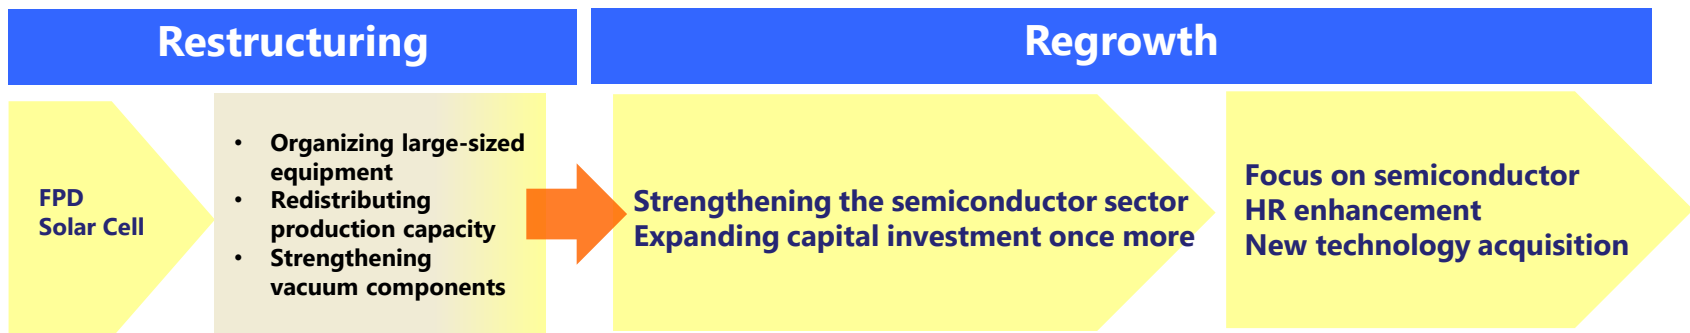 Restructuring
Regrowth
FPD
Solar Cell
• Organizing large-sized
equipment
• Redistributing
production capacity
• Strengthening
vacuum components
Strengthening the semiconductor sector
Expanding capital investment once more
Focus on semiconductor
HR enhancement
New technology acquisition